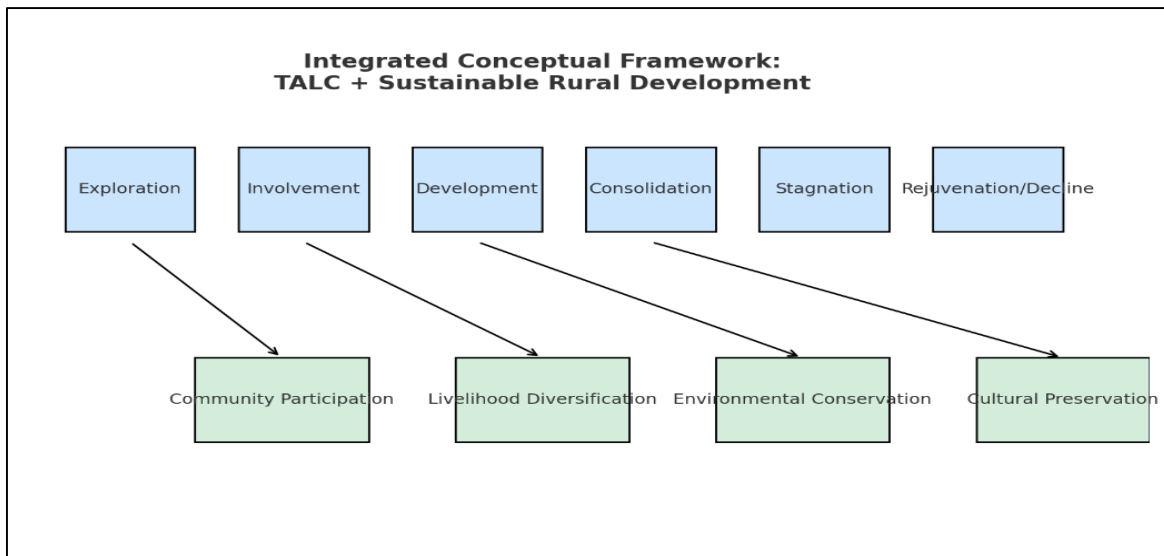 Integrated Conceptual Framework:
TALC + Sustainable Rural Development
Exploration
Involvement
Development
Consolidation
Stagnation
Rejuvenation/Decline
Community Participation
Livelihood Diversification
Environmental Conservation
Cultural Preservation